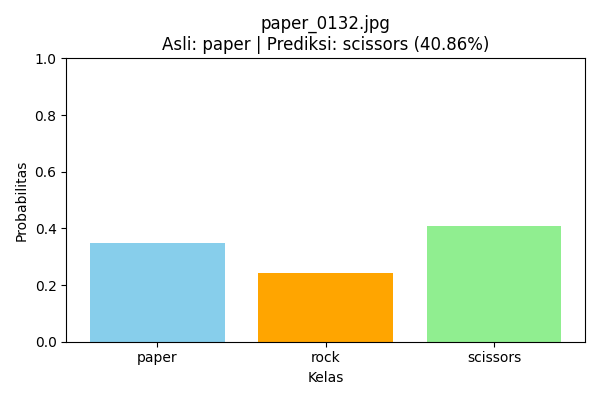 paper_0132.jpg
Asli: paper | Prediksi: scissors (40.86%)
1.0
0.8
0.6
0.4
0.2
0.0
Probabilitas
paper rock scissors
Kelas